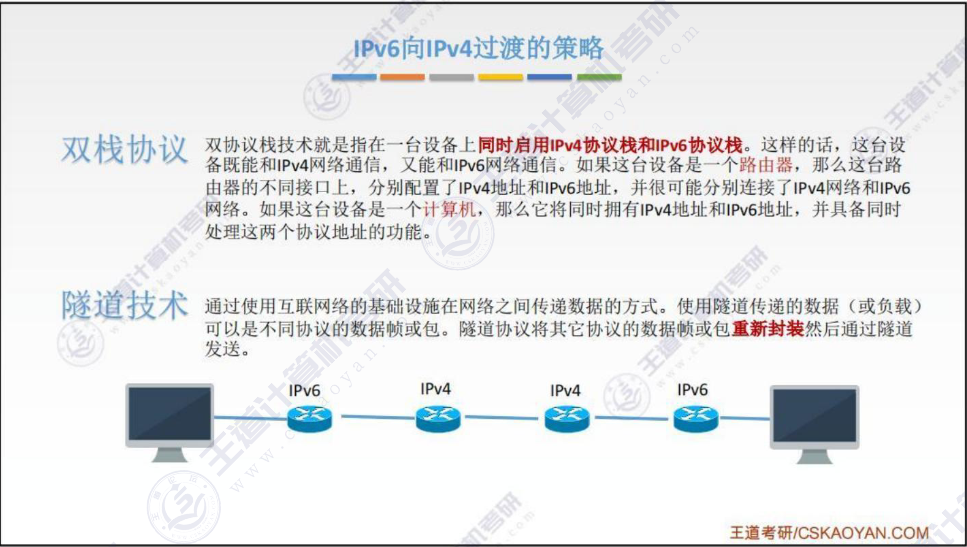 IPv6向IPv4过渡的策略
双栈协议
双协议栈技术就是指在一台设备上同时启用IPv4协议栈和IPv6协议栈。这样的话，这台设
备既能和IPv4网络通信，又能和IPv6网络通信。如果这台设备是一个路由器，那么这台路
由器的不同接口上，分别配置了IPv4地址和IPv6地址，并很可能分别连接了IPv4网络和IPv6
网络。如果这台设备是一个计算机，那么它将同时拥有IPv4地址和IPv6地址，并具备同时
处理这两个协议地址的功能。
隧道技术
通过使用互联网络的基础设施在网络之间传递数据的方式。使用隧道传递的数据（或负载）
可以是不同协议的数据帧或包。隧道协议将其它协议的数据帧或包重新封装然后通过隧道
发送。
IPv6
IPv4
IPv4
IPv6
王道考研/CSKAOYAN.COM